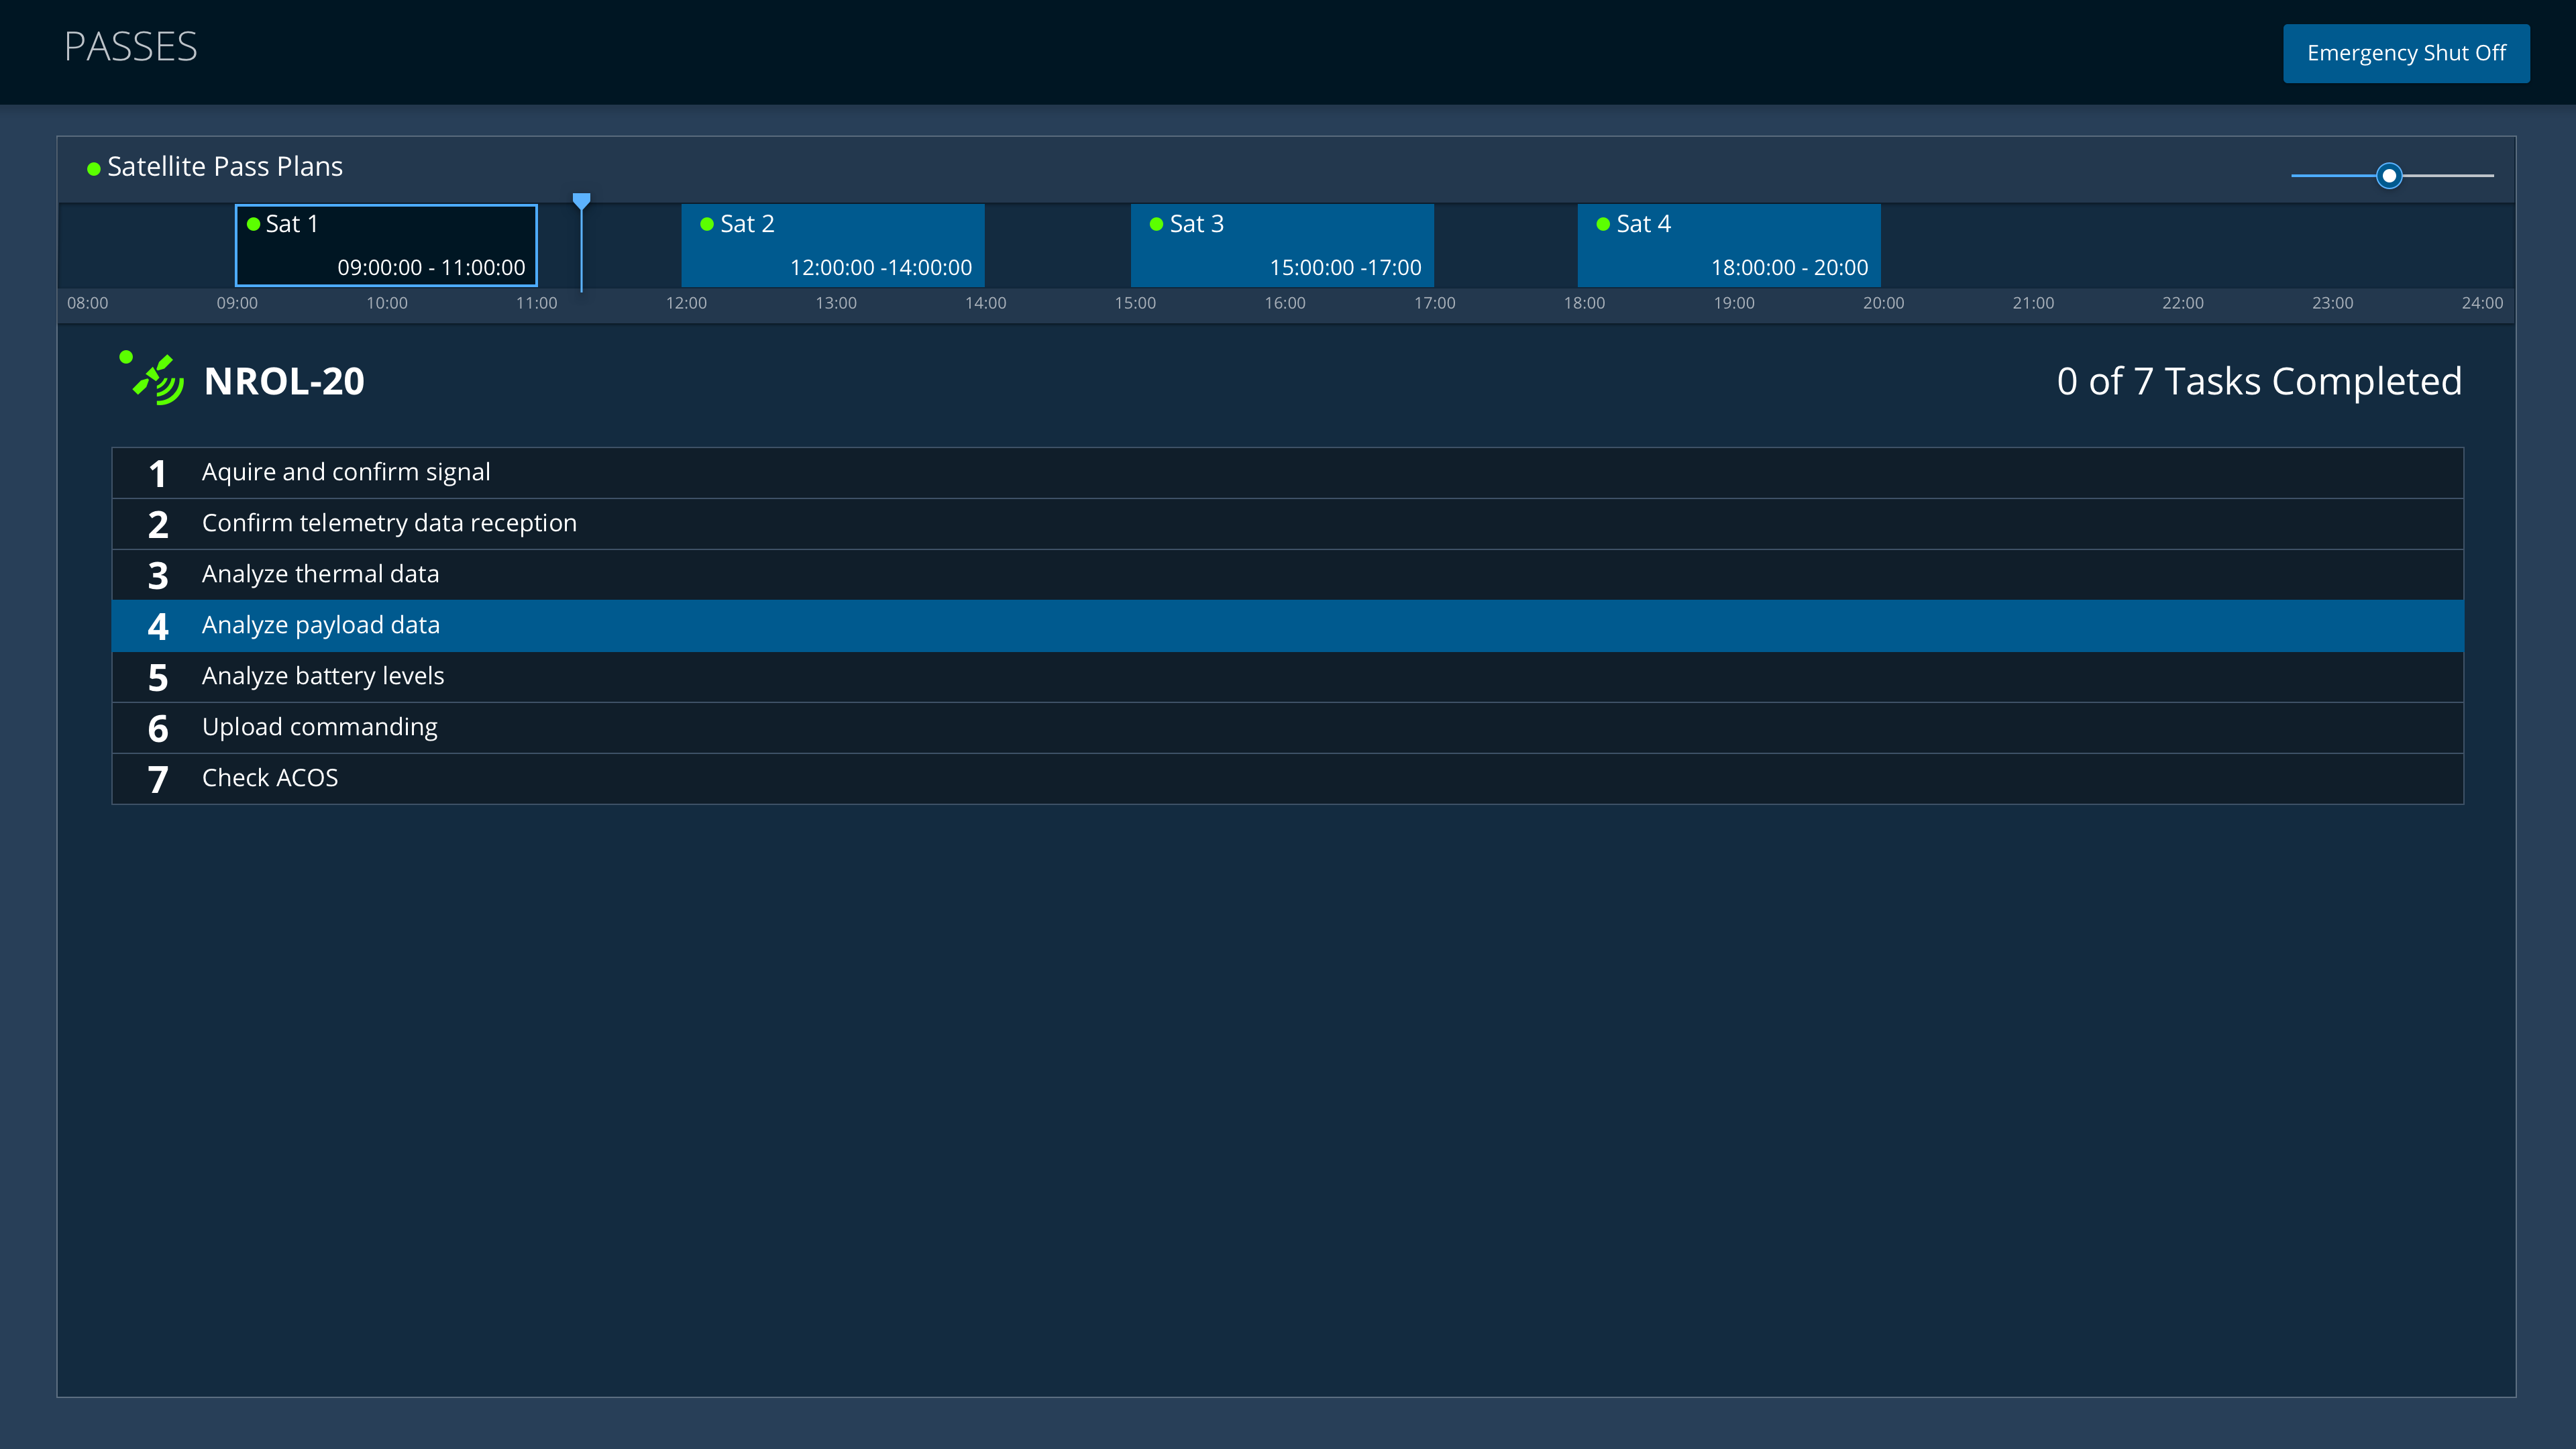 PASSES
Emergency Shut Off
Satellite Pass Plans
Sat 1
09:00:00 - 11:00:00
Sat 2
12:00:00 -14:00:00
Sat 3
15:00:00 -17:00
Sat 4
18:00:00 - 20:00
08:00 09:00 10:00 11:00 12:00 13:00 14:00 15:00 16:00 17:00 18:00 19:00 20:00 21:00 22:00 23:00 24:00
NROL-20
0 of 7 Tasks Completed
1 Aquire and confirm signal
2 Confirm telemetry data reception
3 Analyze thermal data
4 Analyze payload data
5 Analyze battery levels
6 Upload commanding
7 Check ACOS